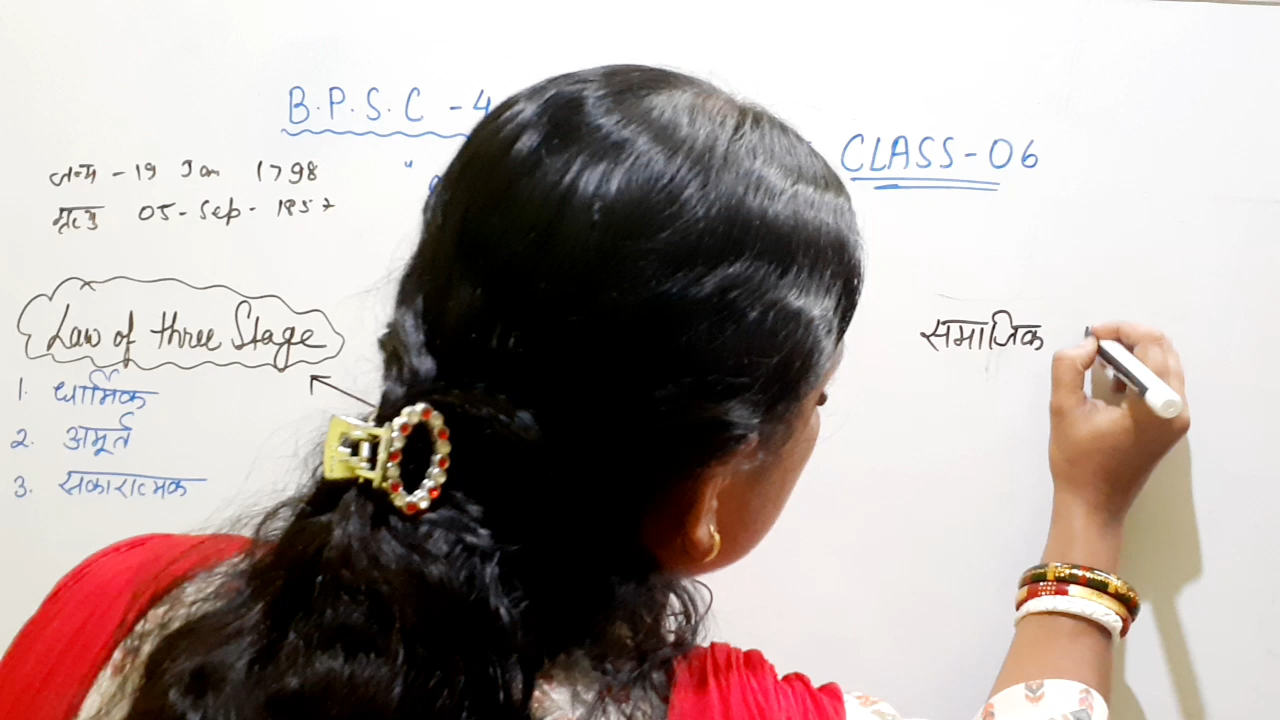 B.P.S.C - 4
CLASS-06
जन्म - 19 Jan 1798
मृत्यु 05 - Sep - 1857
Law of three Stage
1. धार्मिक
2. अमूर्त
3. सकारात्मक
समाजिक